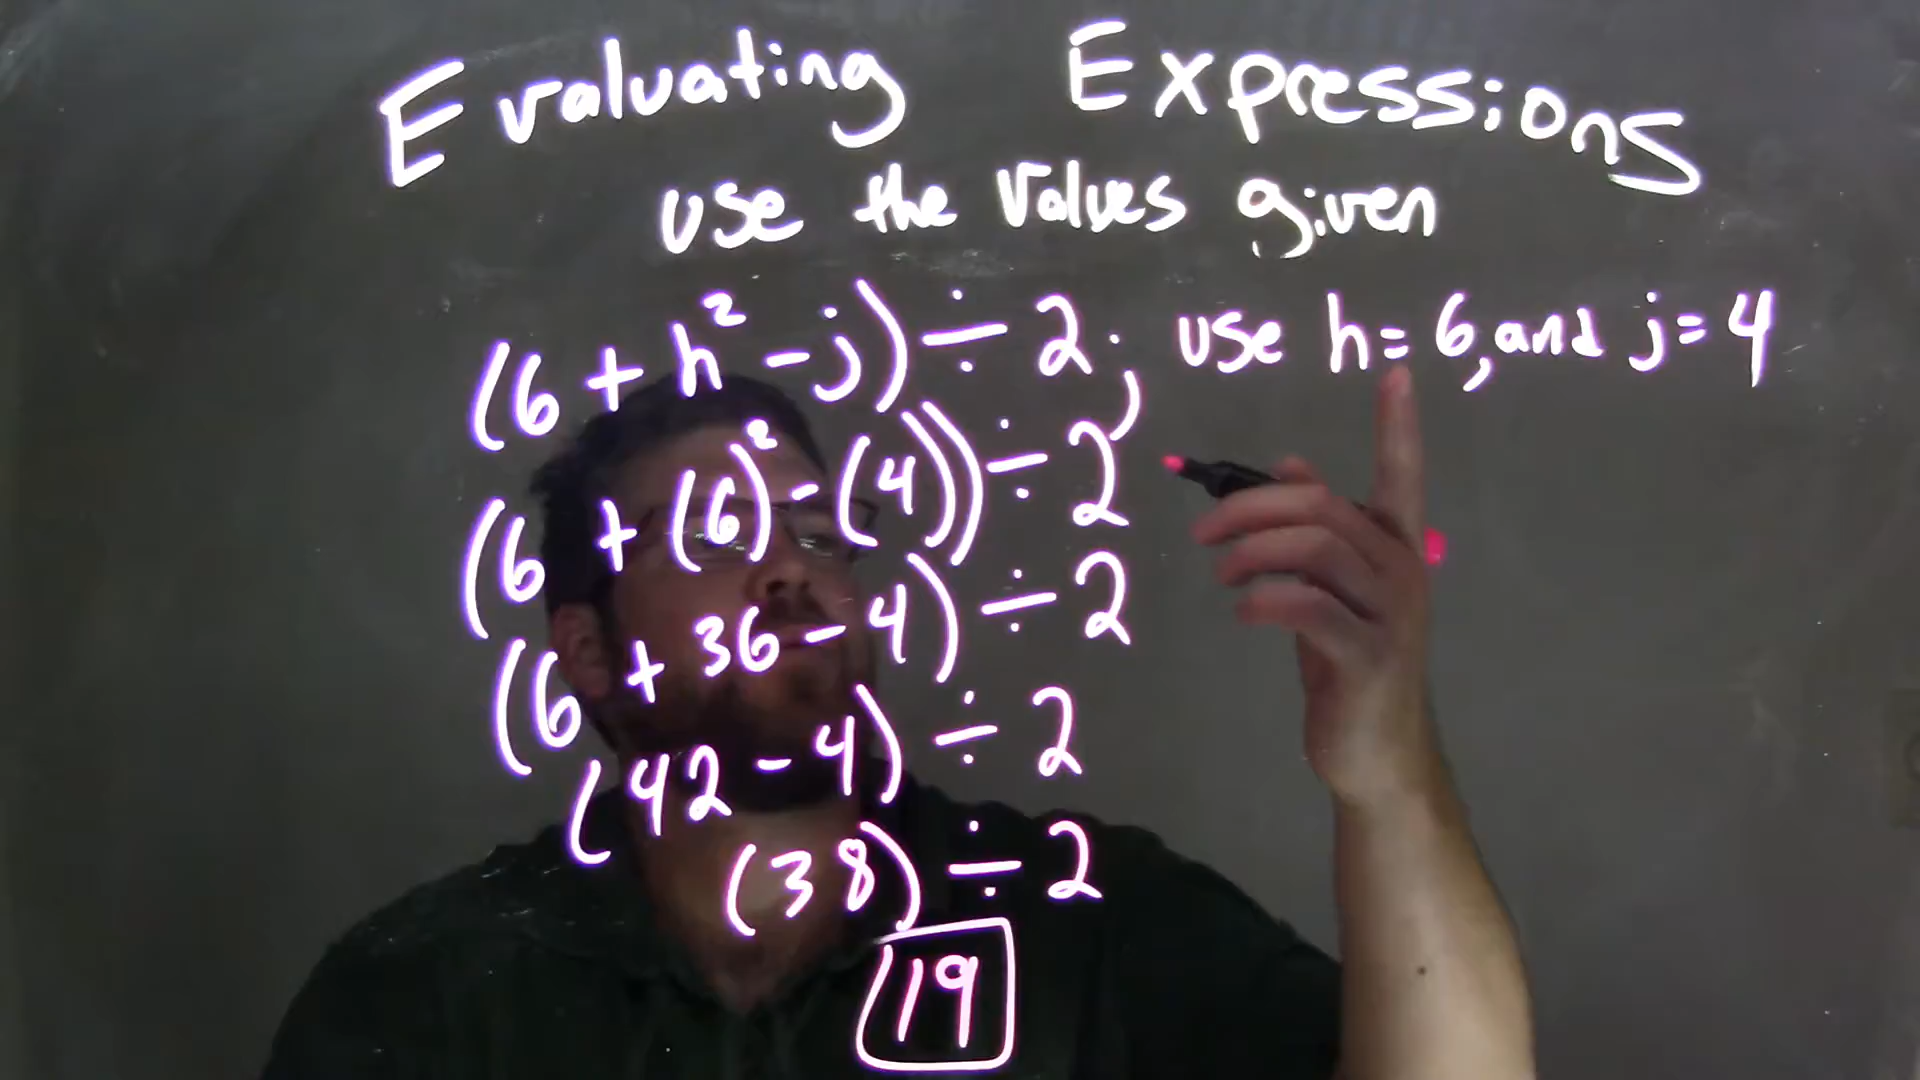 Evaluating Expressions
use the values given
(6 + h² - j) ÷ 2; use h = 6, and j = 4
(6 + (6)² - (4)) ÷ 2
(6 + 36 - 4) ÷ 2
(42 - 4) ÷ 2
(38) ÷ 2
19